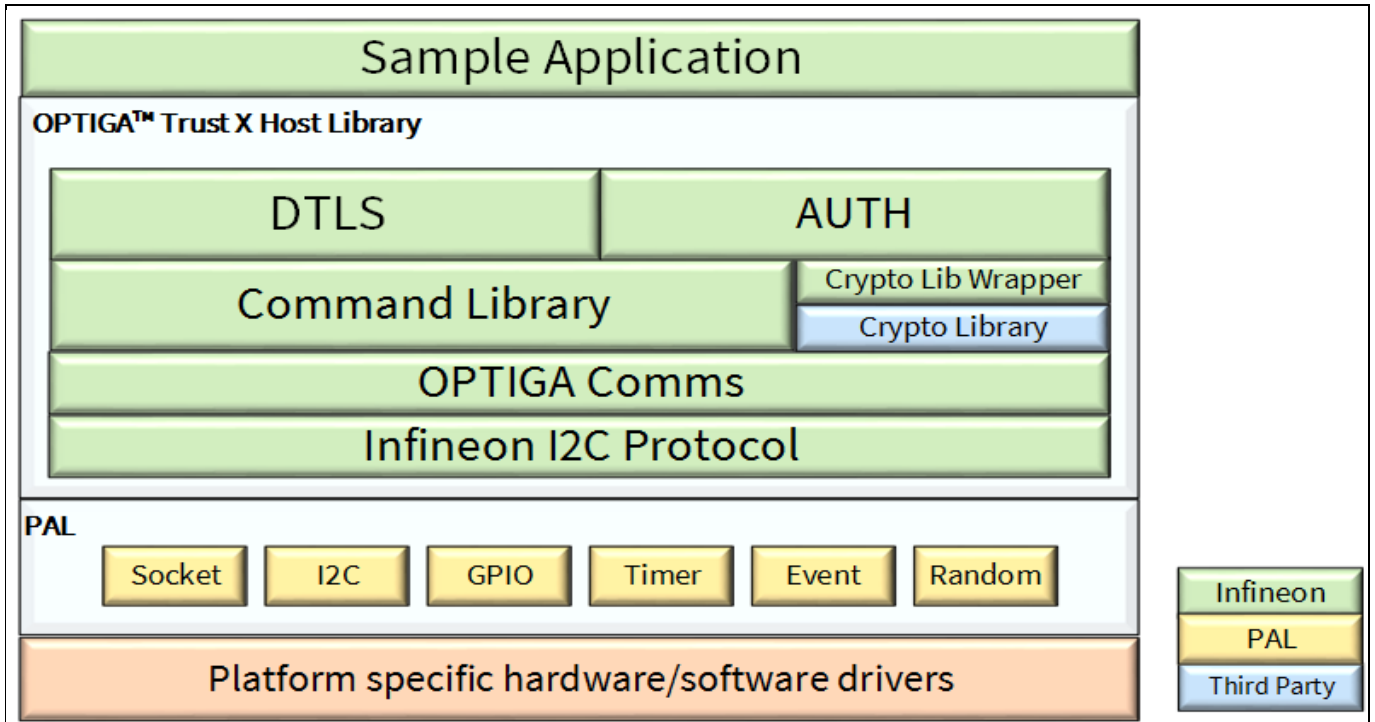 Sample Application
OPTIGA™ Trust X Host Library
DTLS
AUTH
Command Library
Crypto Lib Wrapper
Crypto Library
OPTIGA Comms
Infineon I2C Protocol
PAL
Socket
I2C
GPIO
Timer
Event
Random
Platform specific hardware/software drivers
Infineon
PAL
Third Party